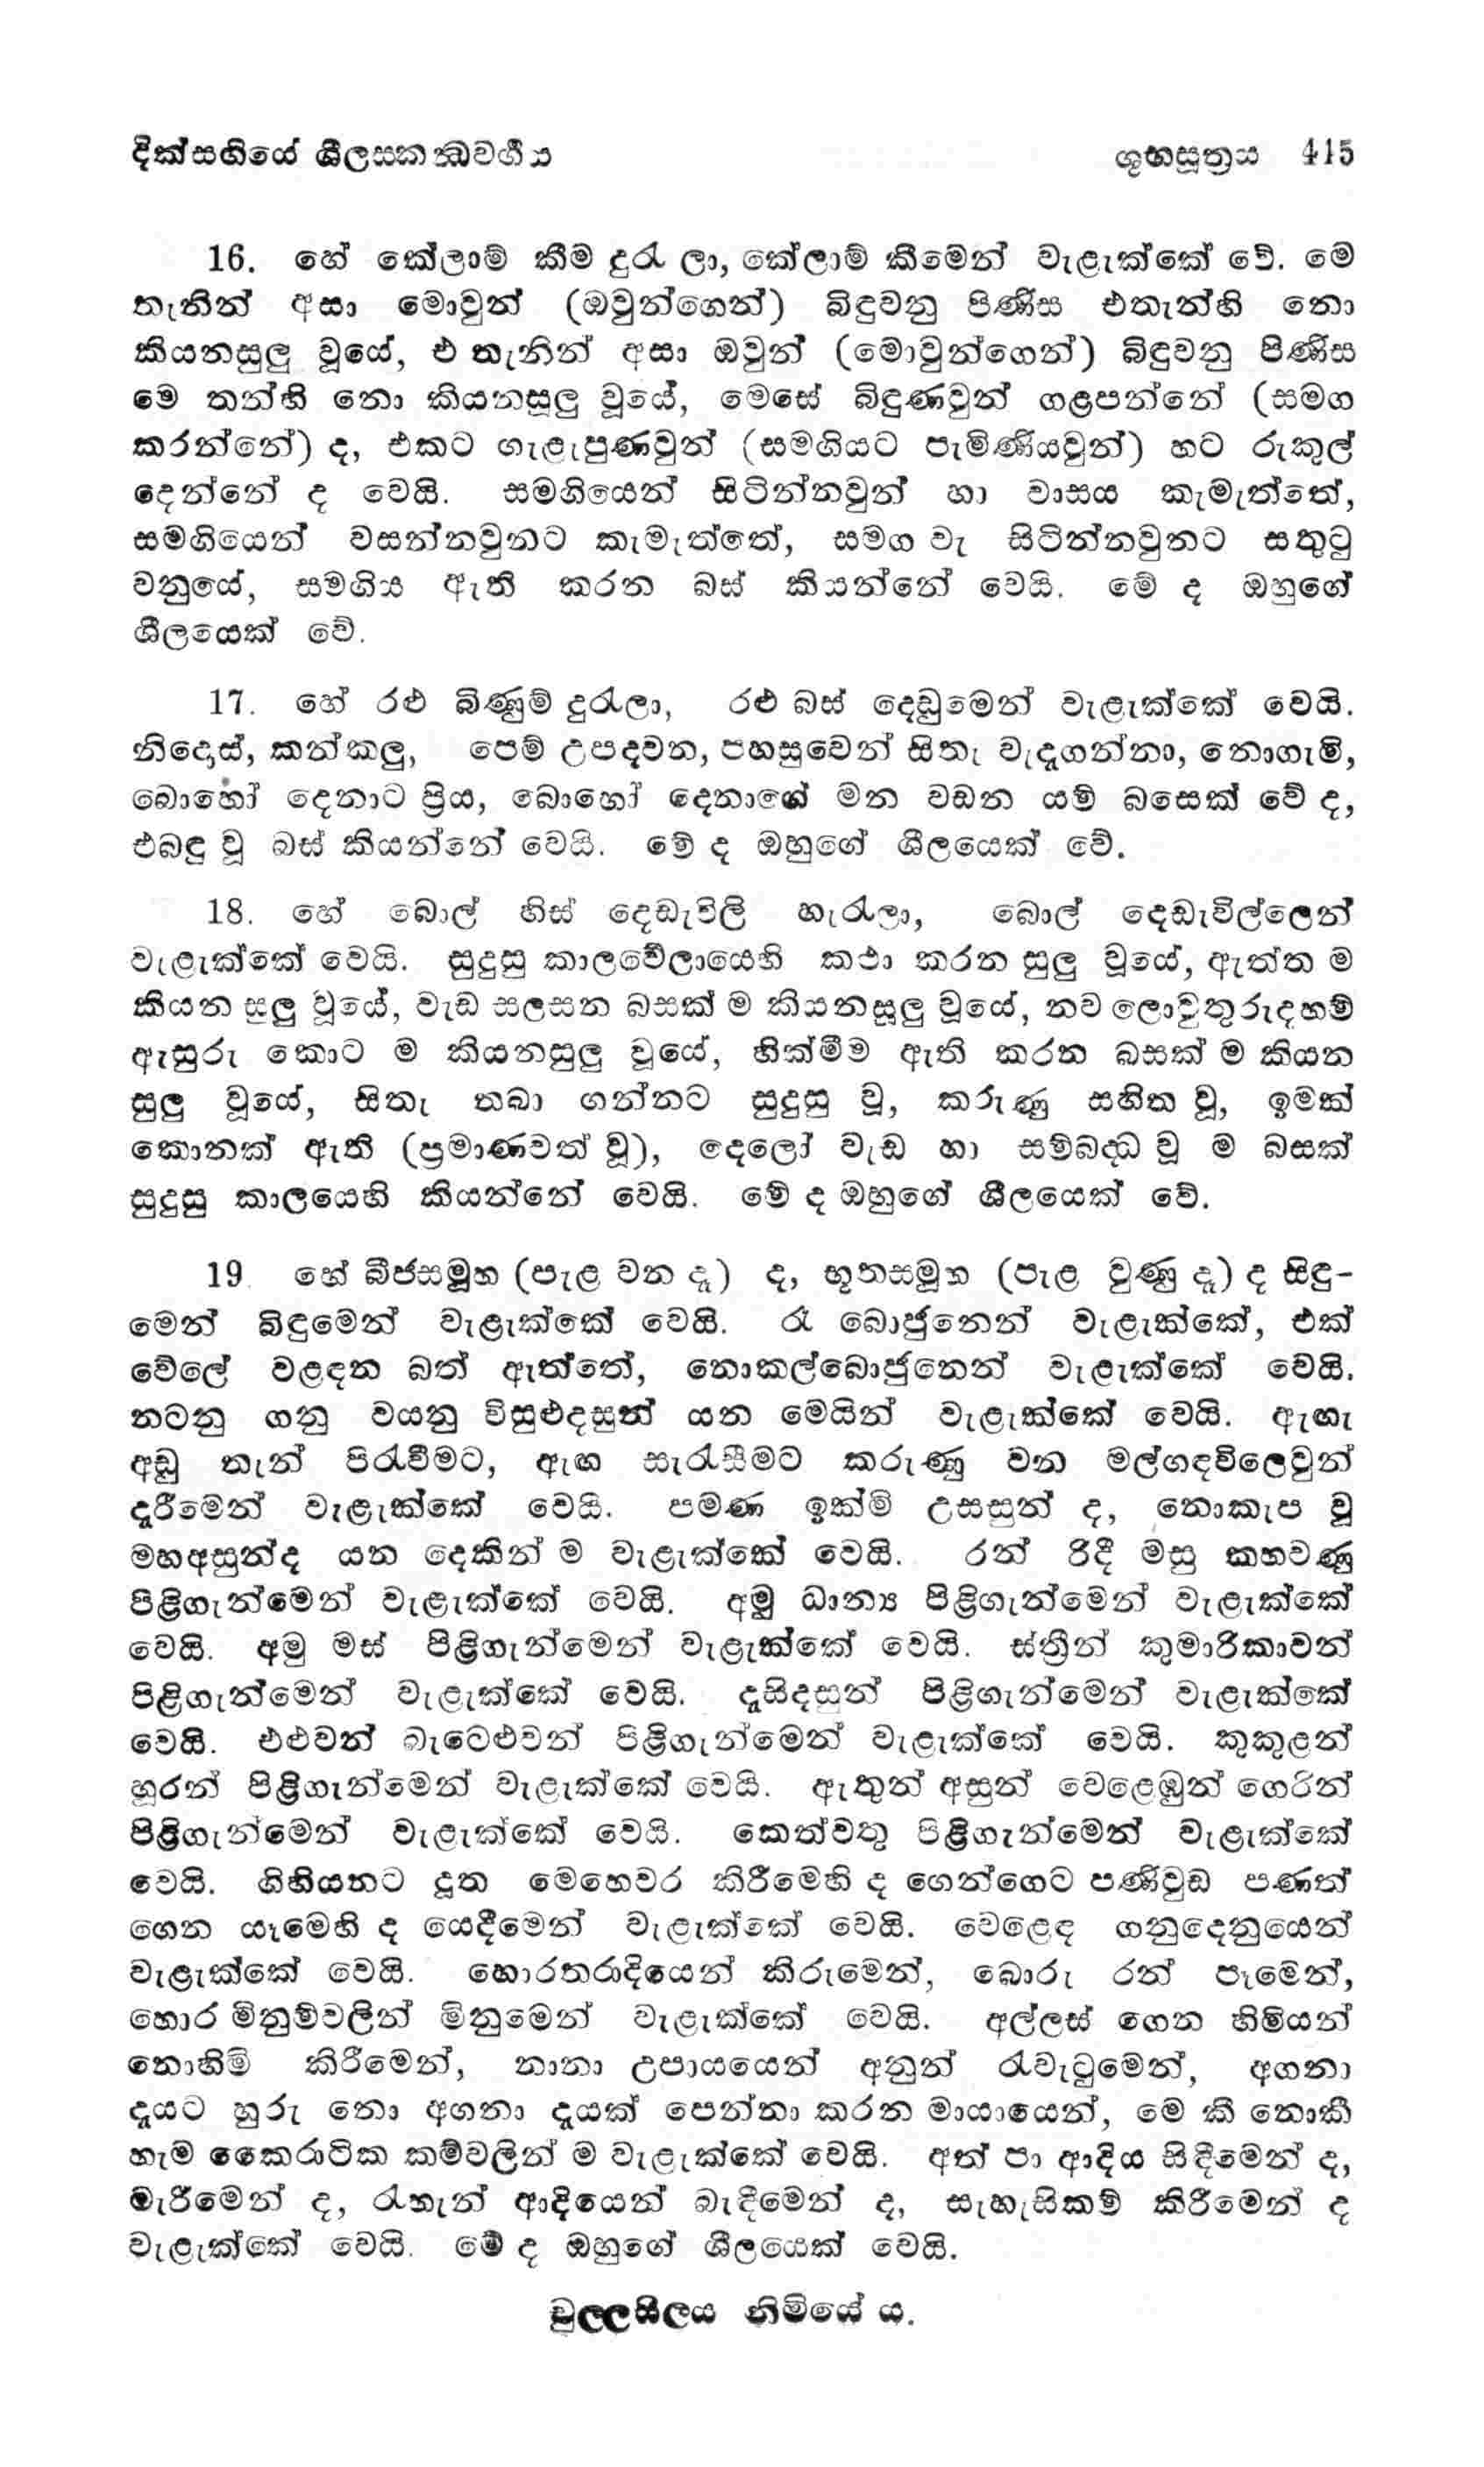 දික්සඟියේ ශීලසකන්‍ධවර්‍ගය ශුභසූත්‍රය 415
16. හේ කේලාම් කීම දුරැ ලා, කේලාම් කීමෙන් වැළැක්කේ වේ. මෙ
තැනින් අසා මොවුන් (ඔවුන්ගෙන්) බිඳුවනු පිණිස එතැන්හි නො
කියනසුලු වූයේ, එ තැනින් අසා ඔවුන් (මොවුන්ගෙන්) බිඳුවනු පිණිස
මෙ තන්හි නො කියනසුලු වූයේ, මෙසේ බිඳුණවුන් ගළපන්නේ (සමග
කරන්නේ) ද, එකට ගැළැපුණවුන් (සමගියට පැමිණියවුන්) හට රුකුල්
දෙන්නේ ද වෙයි. සමගියෙන් සිටින්නවුන් හා වාසය කැමැත්තේ,
සමගියෙන් වසන්නවුනට කැමැත්තේ, සමග වැ සිටින්නවුනට සතුටු
වනුයේ, සමගිය ඇති කරන බස් කියන්නේ වෙයි. මේ ද ඔහුගේ
ශීලයෙක් වේ.
17. හේ රළු බිණුම් දුරැලා, රළු බස් දෙඩුමෙන් වැළැක්කේ වෙයි.
නිදොස්, කන්කලු, පෙම් උපදවන, පහසුවෙන් සිතැ වැදගන්නා, නොගැමි,
බොහෝ දෙනාට ප්‍රිය, බොහෝ දෙනාගේ මන වඩන යම් බසෙක් වේ ද,
එබඳු වූ බස් කියන්නේ වෙයි. මේ ද ඔහුගේ ශීලයෙක් වේ.
18. හේ බොල් හිස් දෙඩැවිලි හැරැලා, බොල් දෙඩැවිල්ලෙන්
වැළැක්කේ වෙයි. සුදුසු කාලවේලායෙහි කථා කරන සුලු වූයේ, ඇත්ත ම
කියන සුලු වූයේ, වැඩ සලසන බසක් ම කියනසුලු වූයේ, නව ලොවුතුරුදහම්
ඇසුරු කොට ම කියනසුලු වූයේ, හික්මීම ඇති කරන බසක් ම කියන
සුලු වූයේ, සිතැ තබා ගන්නට සුදුසු වූ, කරුණු සහිත වූ, ඉමක්
කොනක් ඇති (ප්‍රමාණවත් වූ), දෙලෝ වැඩ හා සම්බද්‍ධ වූ ම බසක්
සුදුසු කාලයෙහි කියන්නේ වෙයි. මේ ද ඔහුගේ ශීලයෙක් වේ.
19. හේ බීජසමූහ (පැළ වන දෑ) ද, භූතසමූහ (පැළ වුණු දෑ) ද සිඳු-
මෙන් බිඳුමෙන් වැළැක්කේ වෙයි. රෑ බොජුනෙන් වැළැක්කේ, එක්
වේලේ වළඳන බත් ඇත්තේ, නොකල්බොජුනෙන් වැළැක්කේ වෙයි.
නටනු ගනු වයනු විසුළුදසුන් යන මෙයින් වැළැක්කේ වෙයි. ඇඟැ
අඩු තැන් පිරැවීමට, ඇඟ සැරැසීමට කරුණු වන මල්ගඳවිලෙවුන්
දැරීමෙන් වැළැක්කේ වෙයි. පමණ ඉක්මි උසසුන් ද, නොකැප වූ
මහඅසුන්ද යන දෙකින් ම වැළැක්කේ වෙයි. රන් රිදී මසු කහවණු
පිළිගැන්මෙන් වැළැක්කේ වෙයි. අමු ධාන්‍ය පිළිගැන්මෙන් වැළැක්කේ
වෙයි. අමු මස් පිළිගැන්මෙන් වැළැක්කේ වෙයි. ස්ත්‍රීන් කුමාරිකාවන්
පිළිගැන්මෙන් වැළැක්කේ වෙයි. දැසිදසුන් පිළිගැන්මෙන් වැළැක්කේ
වෙයි. එළුවන් බැටෙළුවන් පිළිගැන්මෙන් වැළැක්කේ වෙයි. කුකුළන්
හූරන් පිළිගැන්මෙන් වැළැක්කේ වෙයි. ඇතුන් අසුන් වෙළෙඹුන් ගෙරින්
පිළිගැන්මෙන් වැළැක්කේ වෙයි. කෙත්වතු පිළිගැන්මෙන් වැළැක්කේ
වෙයි. ගිහියනට දූත මෙහෙවර කිරීමෙහි ද ගෙන්ගෙට පණිවුඩ පණත්
ගෙන යෑමෙහි ද යෙදීමෙන් වැළැක්කේ වෙයි. වෙළෙඳ ගනුදෙනුයෙන්
වැළැක්කේ වෙයි. හොරතරාදියෙන් කිරුමෙන්, බොරු රන් පෑමෙන්,
හොර මිනුම්වලින් මිනුමෙන් වැළැක්කේ වෙයි. අල්ලස් ගෙන හිමියන්
නොහිමි කිරීමෙන්, නානා උපායයෙන් අනුන් රැවැටුමෙන්, අගනා
දෑයට හුරු නො අගනා දෑයක් පෙන්නා කරන මායායෙන්, මෙ කී නොකී
හැම කෛරාටික කම්වලින් ම වැළැක්කේ වෙයි. අත් පා ආදිය සිඳීමෙන් ද,
මැරීමෙන් ද, රැහැන් ආදියෙන් බැඳීමෙන් ද, සැහැසිකම් කිරීමෙන් ද
වැළැක්කේ වෙයි. මේ ද ඔහුගේ ශීලයෙක් වෙයි.
චුල්ලසීලය නිමියේ ය.